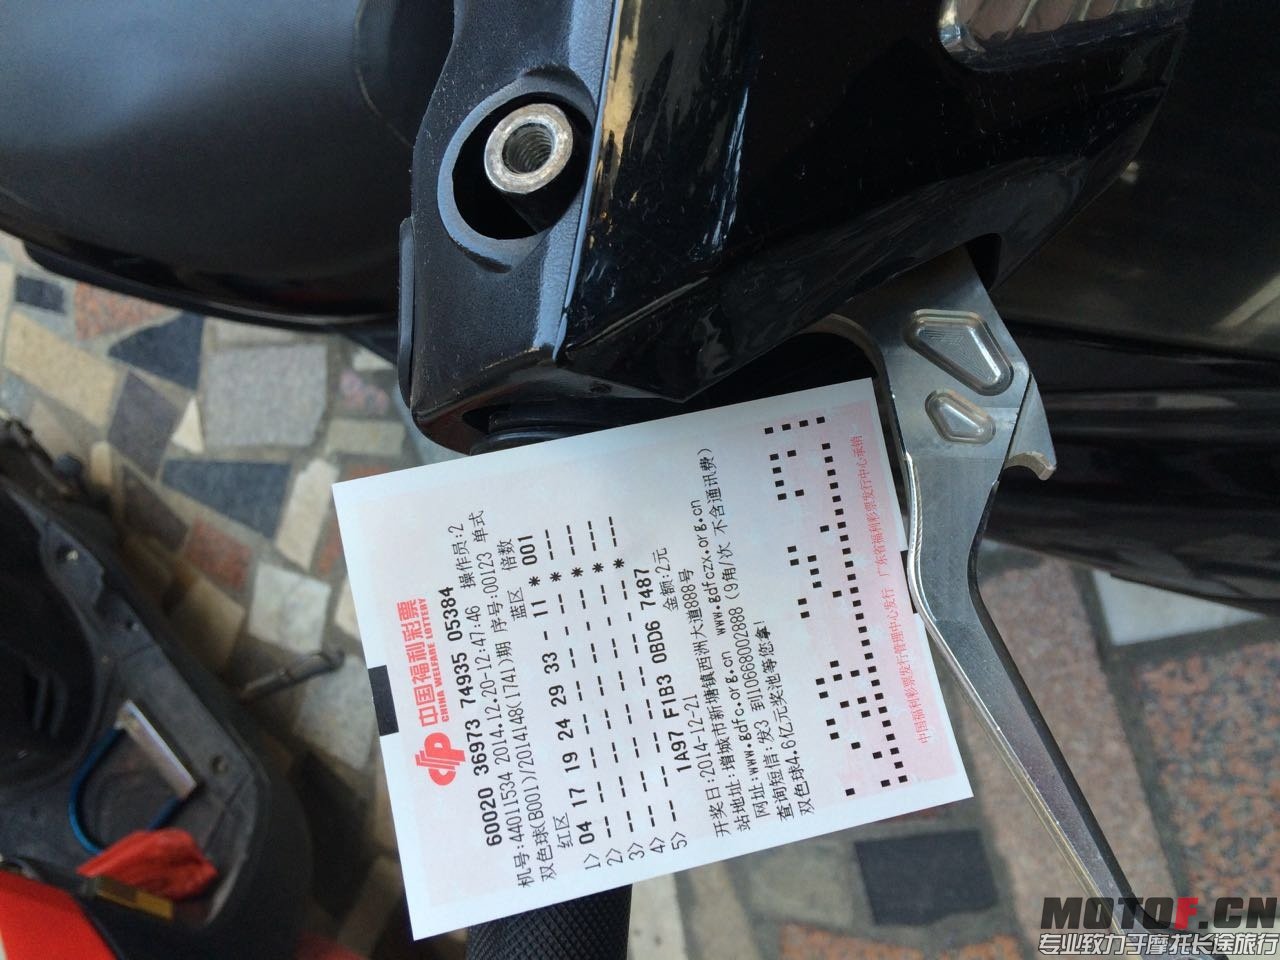 中国福利彩票
CHINA WELFARE LOTTERY
60020 36973 74935 05384
机号:44011534 2014.12.20-12:47:46 操作员:2
双色球(B001)/2014148(1741)期 序号:00123 单式
红区 蓝区 倍数
1> 04 17 19 24 29 33 - 11 * 001
2> -- -- -- -- -- -- - -- * ---
3> -- -- -- -- -- -- - -- * ---
4> -- -- -- -- -- -- - -- * ---
5> -- -- -- -- -- -- - -- * ---
1A97 F1B3 0BD6 7487
开奖日:2014-12-21 金额:2元
站地址:增城市新塘镇西洲大道888号
网址:www.gdfc.org.cn www.gdfczx.org.cn
查询短信:发3 到10668002888 (9角/次 不含通讯费)
双色球4.6亿元奖池等您拿!
中国福利彩票发行管理中心发行 广东省福利彩票发行中心承销
MOTOF.CN
专业致力于摩托长途旅行